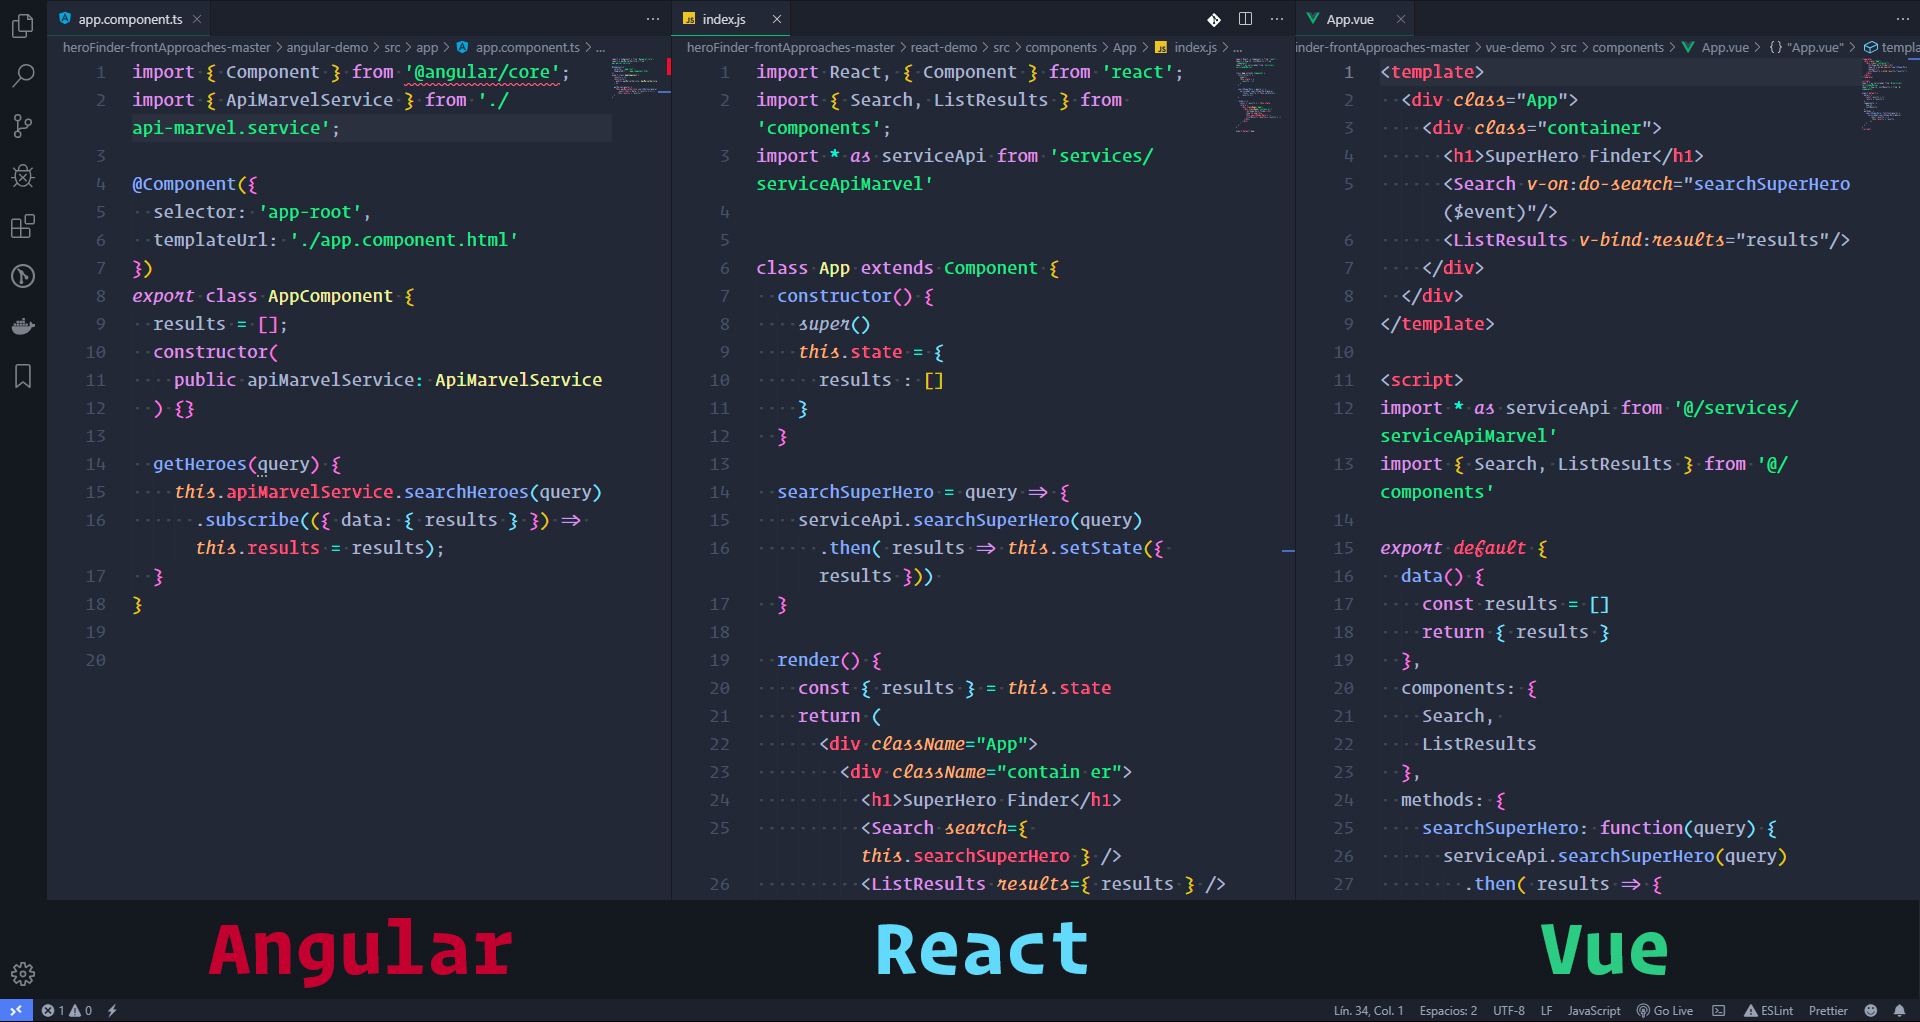 app.component.ts
heroFinder-frontApproaches-master > angular-demo > src > app > app.component.ts > ...
1 import { Component } from '@angular/core';
2 import { ApiMarvelService } from './
api-marvel.service';
3
4 @Component({
5 selector: 'app-root',
6 templateUrl: './app.component.html'
7 })
8 export class AppComponent {
9 results = [];
10 constructor(
11 public apiMarvelService: ApiMarvelService
12 ) {}
13
14 getHeroes(query) {
15 this.apiMarvelService.searchHeroes(query)
16 .subscribe(({ data: { results } }) =>
this.results = results);
17 }
18 }
19
20
JS index.js
heroFinder-frontApproaches-master > react-demo > src > components > App > JS index.js > ...
1 import React, { Component } from 'react';
2 import { Search, ListResults } from
'components';
3 import * as serviceApi from 'services/
serviceApiMarvel'
4
5
6 class App extends Component {
7 constructor() {
8 super()
9 this.state = {
10 results : []
11 }
12 }
13
14 searchSuperHero = query => {
15 serviceApi.searchSuperHero(query)
16 .then( results => this.setState({
results }))
17 }
18
19 render() {
20 const { results } = this.state
21 return (
22 <div className="App">
23 <div className="contain er">
24 <h1>SuperHero Finder</h1>
25 <Search search={
this.searchSuperHero } />
26 <ListResults results={ results } />
App.vue
inder-frontApproaches-master > vue-demo > src > components > App.vue > {} "App.vue" > templa
1 <template>
2 <div class="App">
3 <div class="container">
4 <h1>SuperHero Finder</h1>
5 <Search v-on:do-search="searchSuperHero
($event)"/>
6 <ListResults v-bind:results="results"/>
7 </div>
8 </div>
9 </template>
10
11 <script>
12 import * as serviceApi from '@/services/
serviceApiMarvel'
13 import { Search, ListResults } from '@/
components'
14
15 export default {
16 data() {
17 const results = []
18 return { results }
19 },
20 components: {
21 Search,
22 ListResults
23 },
24 methods: {
25 searchSuperHero: function(query) {
26 serviceApi.searchSuperHero(query)
27 .then( results => {
Angular
React
Vue
1 0
Lín. 34, Col. 1 Espacios: 2 UTF-8 LF JavaScript Go Live ESLint Prettier